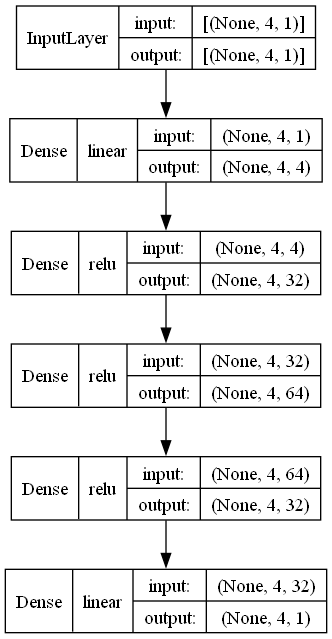 InputLayer input: [(None, 4, 1)]
output: [(None, 4, 1)]
Dense linear input: (None, 4, 1)
output: (None, 4, 4)
Dense relu input: (None, 4, 4)
output: (None, 4, 32)
Dense relu input: (None, 4, 32)
output: (None, 4, 64)
Dense relu input: (None, 4, 64)
output: (None, 4, 32)
Dense linear input: (None, 4, 32)
output: (None, 4, 1)